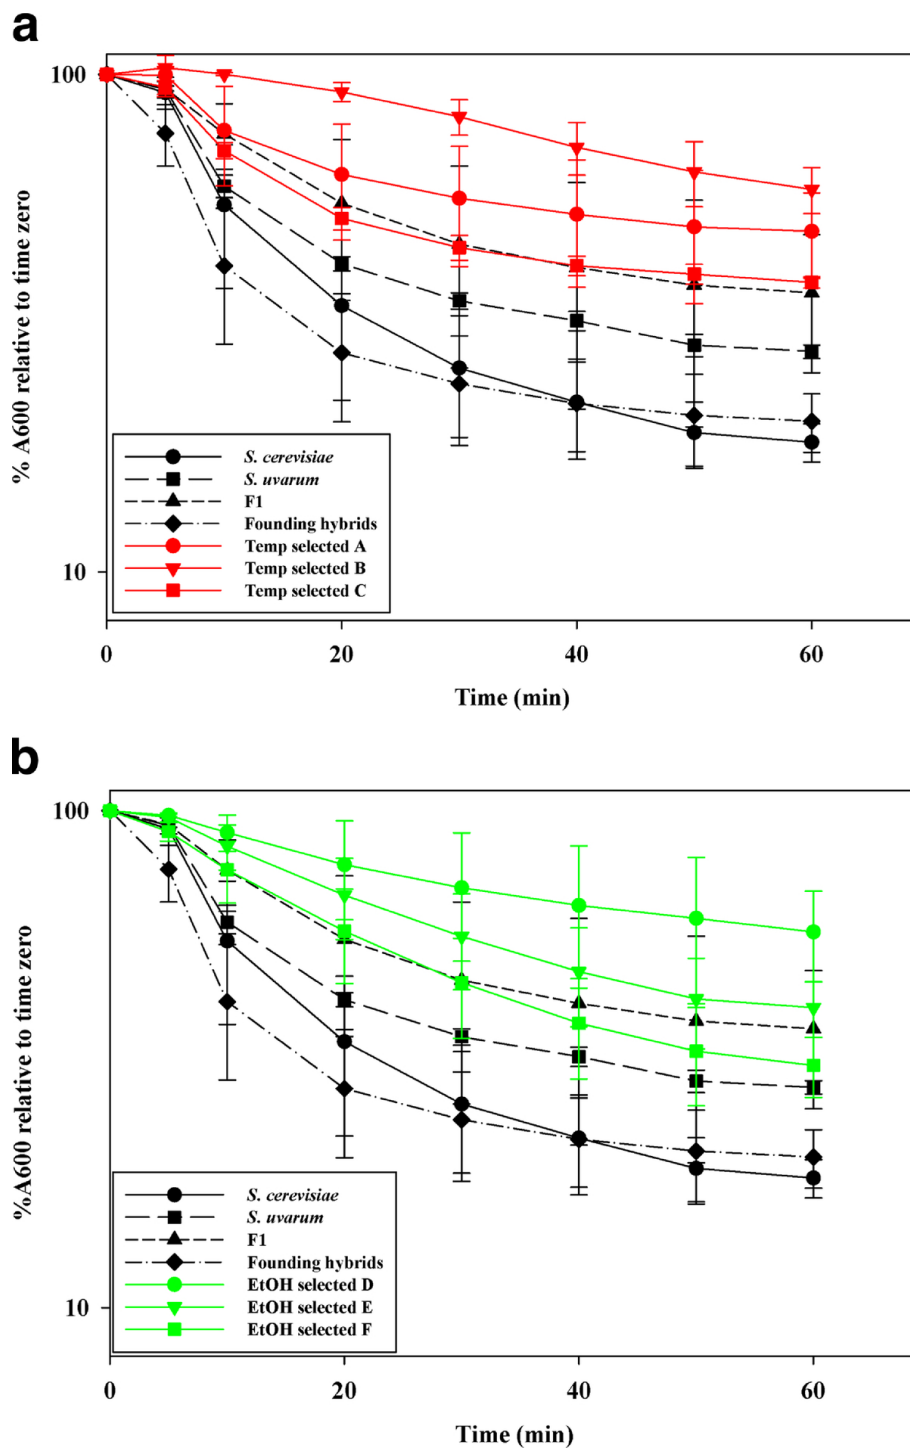 a
100
10
% A600 relative to time zero
S. cerevisiae
S. uvarum
F1
Founding hybrids
Temp selected A
Temp selected B
Temp selected C
0
20
40
60
Time (min)
b
100
10
%A600 relative to time zero
S. cerevisiae
S. uvarum
F1
Founding hybrids
EtOH selected D
EtOH selected E
EtOH selected F
0
20
40
60
Time (min)